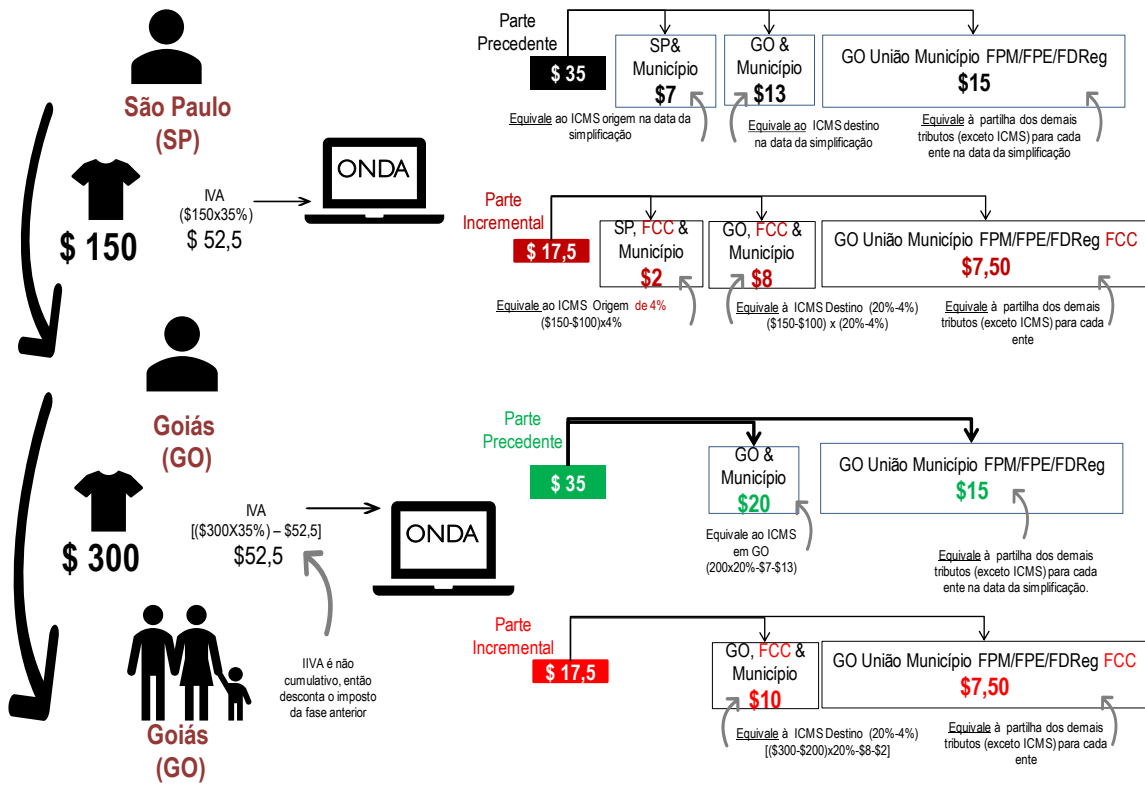 São Paulo
(SP)
$ 150
IVA
($150x35%)
$ 52,5
ONDA
Parte
Precedente
$ 35
SP&
Município
$7
GO &
Município
$13
GO União Município FPM/FPE/FDReg
$15
Equivale ao ICMS origem na data da
simplificação
Equivale ao ICMS destino
na data da simplificação
Equivale à partilha dos demais
tributos (exceto ICMS) para cada
ente na data da simplificação
Parte
Incremental
$ 17,5
SP, FCC &
Município
$2
GO, FCC &
Município
$8
GO União Município FPM/FPE/FDReg FCC
$7,50
Equivale ao ICMS Origem de 4%
($150-$100)x4%
Equivale à ICMS Destino (20%-4%)
($150-$100) x (20%-4%)
Equivale à partilha dos demais
tributos (exceto ICMS) para cada
ente
Goiás
(GO)
$ 300
IVA
[($300X35%) – $52,5]
$52,5
ONDA
IIVA é não
cumulativo, então
desconta o imposto
da fase anterior
Goiás
(GO)
Parte
Precedente
$ 35
GO &
Município
$20
GO União Município FPM/FPE/FDReg
$15
Equivale ao ICMS
em GO
(200x20%-$7-$13)
Equivale à partilha dos demais
tributos (exceto ICMS) para cada
ente na data da simplificação.
Parte
Incremental
$ 17,5
GO, FCC &
Município
$10
GO União Município FPM/FPE/FDReg FCC
$7,50
Equivale à ICMS Destino (20%-4%)
[($300-$200)x20%-$8-$2]
Equivale à partilha dos demais
tributos (exceto ICMS) para cada
ente